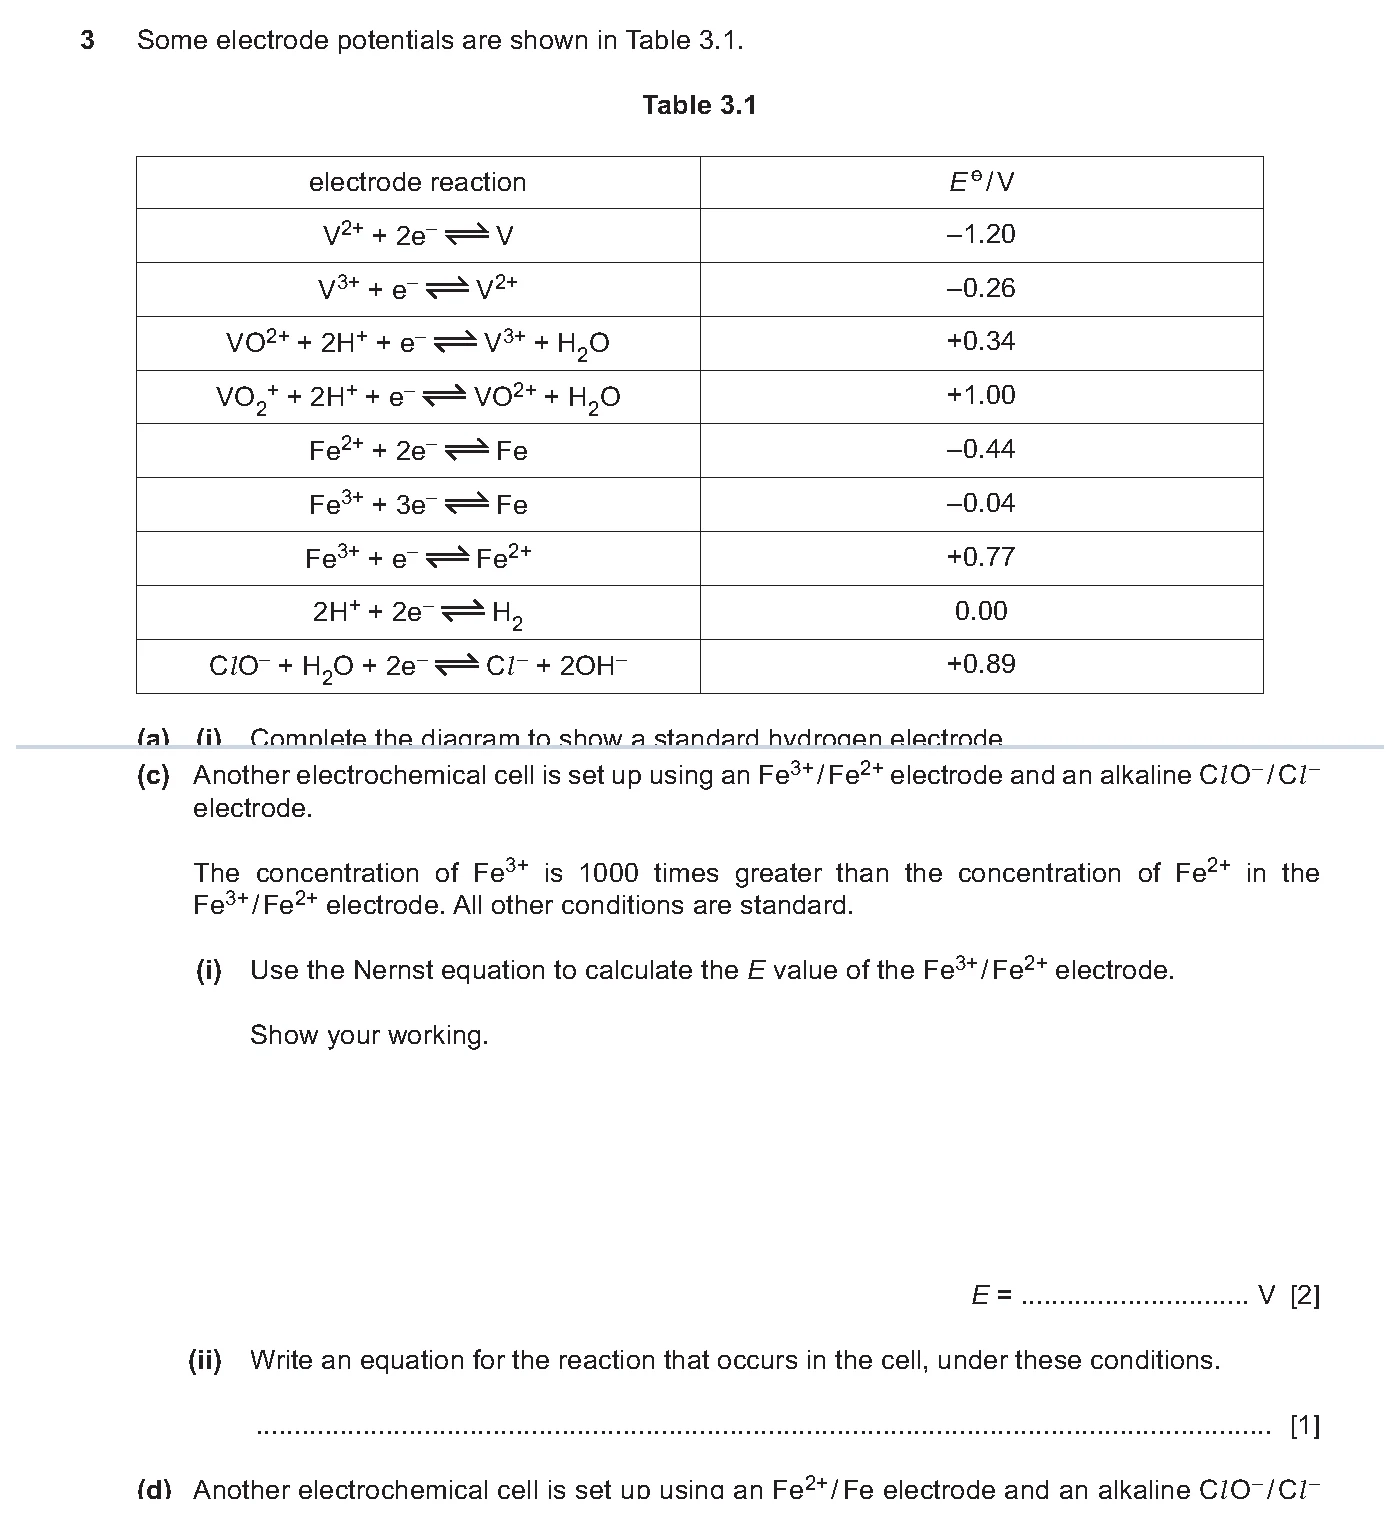 3 Some electrode potentials are shown in Table 3.1.
Table 3.1
electrode reaction E⦵/V
V²⁺ + 2e⁻ ⇌ V –1.20
V³⁺ + e⁻ ⇌ V²⁺ –0.26
VO²⁺ + 2H⁺ + e⁻ ⇌ V³⁺ + H₂O +0.34
VO₂⁺ + 2H⁺ + e⁻ ⇌ VO²⁺ + H₂O +1.00
Fe²⁺ + 2e⁻ ⇌ Fe –0.44
Fe³⁺ + 3e⁻ ⇌ Fe –0.04
Fe³⁺ + e⁻ ⇌ Fe²⁺ +0.77
2H⁺ + 2e⁻ ⇌ H₂ 0.00
ClO⁻ + H₂O + 2e⁻ ⇌ Cl⁻ + 2OH⁻ +0.89
(a) (i) Complete the diagram to show a standard hydrogen electrode
(c) Another electrochemical cell is set up using an Fe³⁺/Fe²⁺ electrode and an alkaline ClO⁻/Cl⁻
electrode.
The concentration of Fe³⁺ is 1000 times greater than the concentration of Fe²⁺ in the
Fe³⁺/Fe²⁺ electrode. All other conditions are standard.
(i) Use the Nernst equation to calculate the E value of the Fe³⁺/Fe²⁺ electrode.
Show your working.
E = .............................. V [2]
(ii) Write an equation for the reaction that occurs in the cell, under these conditions.
...................................................................................................................................... [1]
(d) Another electrochemical cell is set up using an Fe²⁺/Fe electrode and an alkaline ClO⁻/Cl⁻